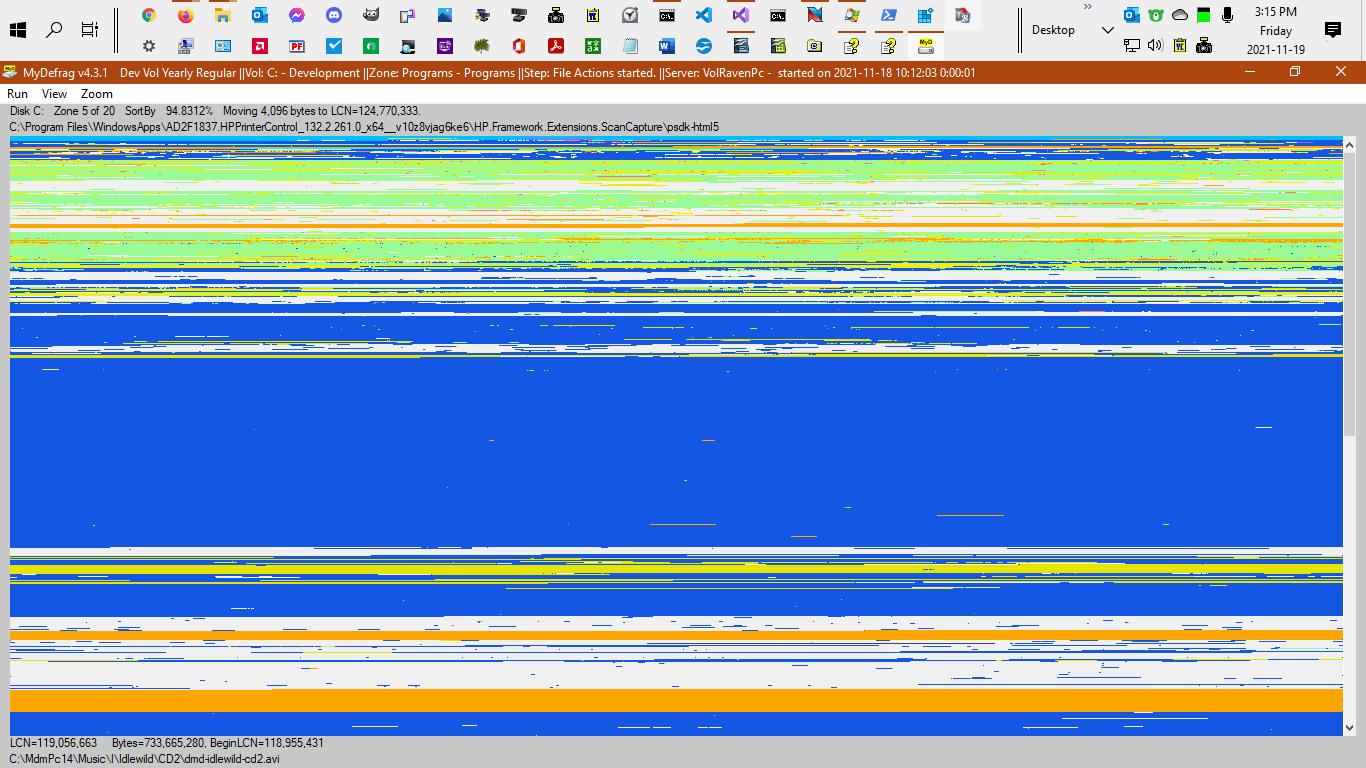 3:15 PM
Desktop
Friday
2021-11-19
MyDefrag v4.3.1 Dev Vol Yearly Regular ||Vol: C: - Development ||Zone: Programs - Programs ||Step: File Actions started. ||Server: VolRavenPc - started on 2021-11-18 10:12:03 0:00:01
Run View Zoom
Disk C: Zone 5 of 20 SortBy 94.8312% Moving 4,096 bytes to LCN=124,770,333.
C:\Program Files\WindowsApps\AD2F1837.HPPrinterControl_132.2.261.0_x64__v10z8vjag6ke6\HP.Framework.Extensions.ScanCapture\psdk-html5
LCN=119,056,663 Bytes=733,665,280, BeginLCN=118,955,431
C:\MdmPc14\Music\I\Idlewild\CD2\dmd-idlewild-cd2.avi